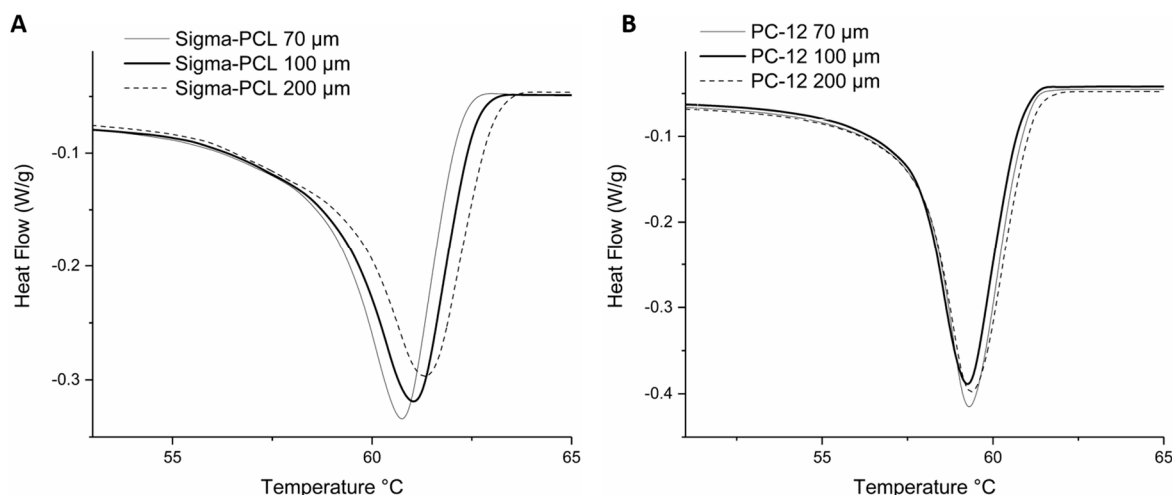 A
Sigma-PCL 70 µm
Sigma-PCL 100 µm
Sigma-PCL 200 µm
-0.1
-0.2
-0.3
Heat Flow (W/g)
55
60
65
Temperature °C
B
PC-12 70 µm
PC-12 100 µm
PC-12 200 µm
-0.1
-0.2
-0.3
-0.4
Heat Flow (W/g)
55
60
65
Temperature °C